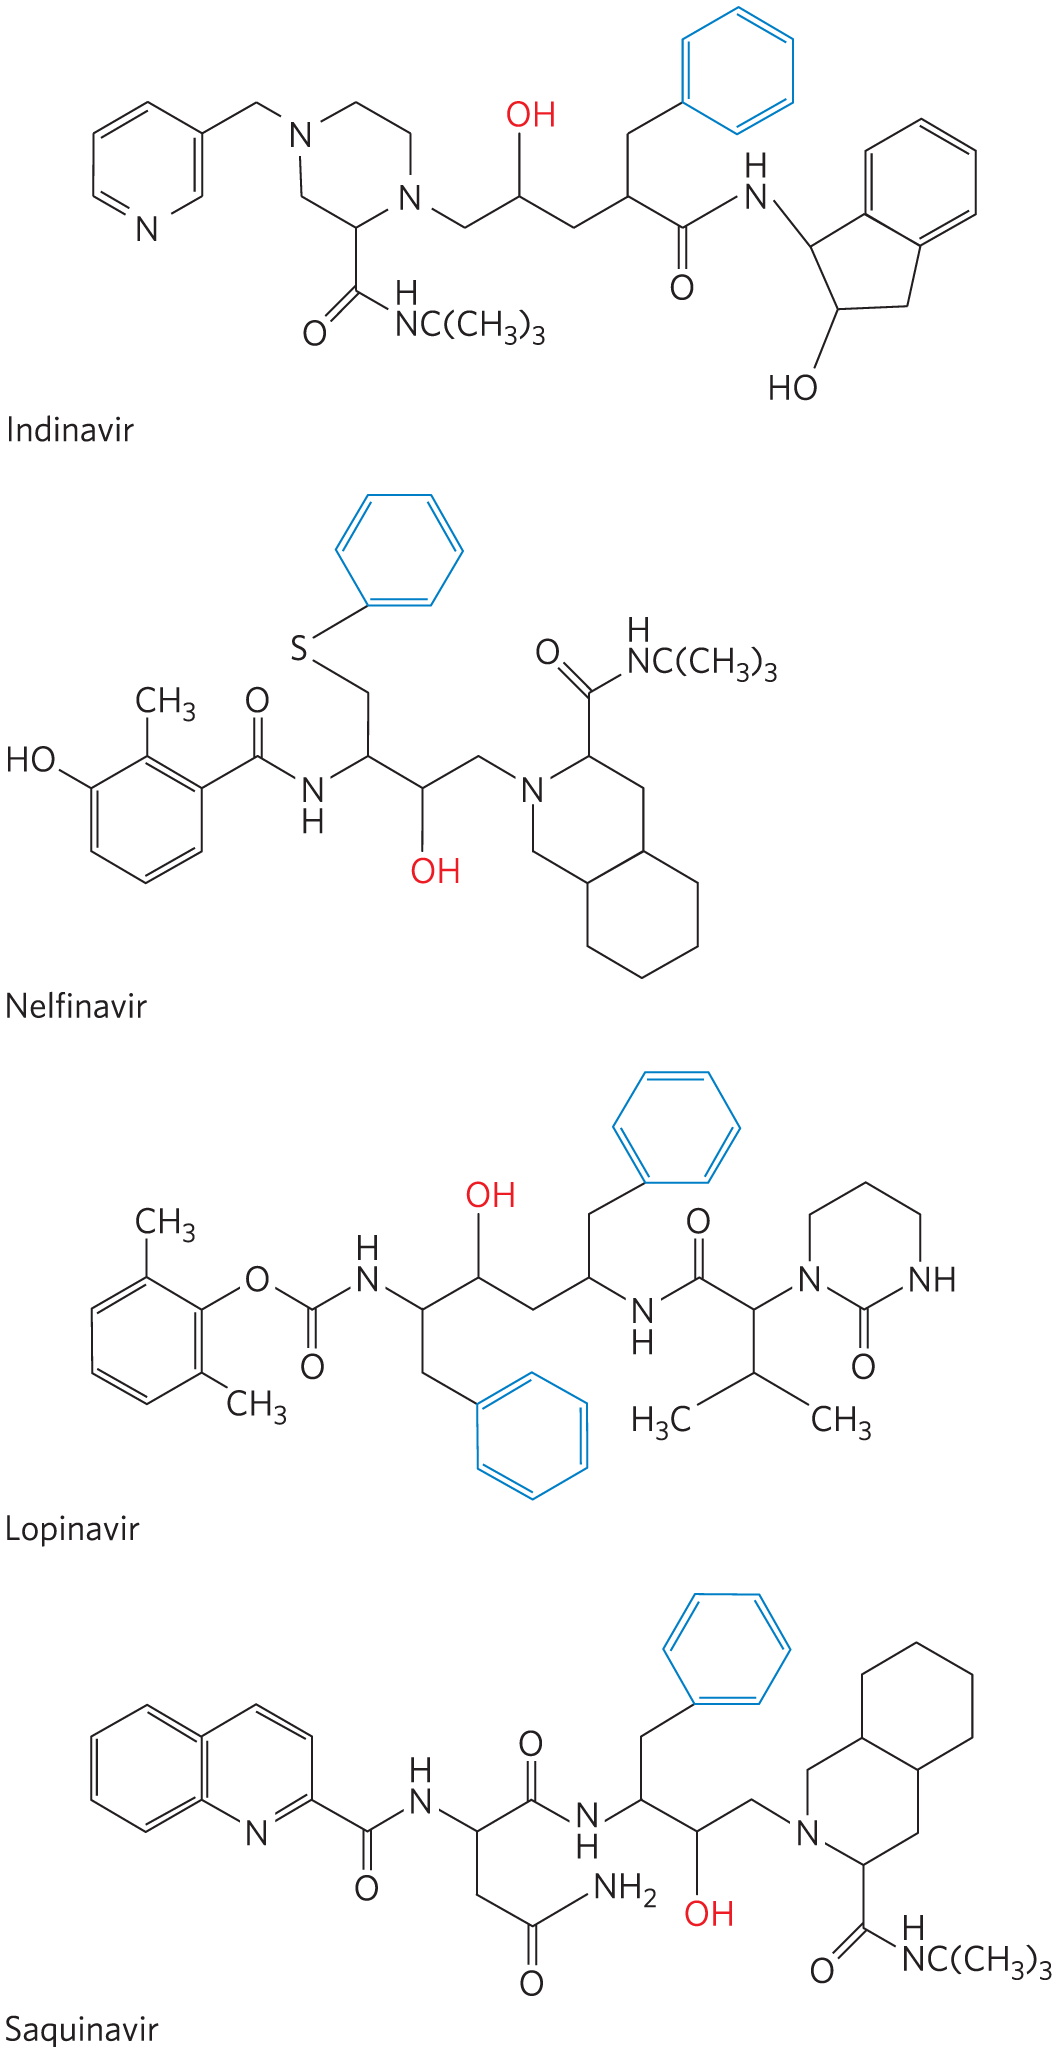 OH
H
N
N
N
N
O
H
O
NC(CH3)3
HO
Indinavir
H
O
NC(CH3)3
S
CH3
O
HO
N
N
H
OH
Nelfinavir
OH
CH3
O
H
O
N
N
NH
N
H
O
O
CH3
H3C
CH3
Lopinavir
O
H
N
N
N
N
H
O
NH2
OH
H
O
NC(CH3)3
O
Saquinavir